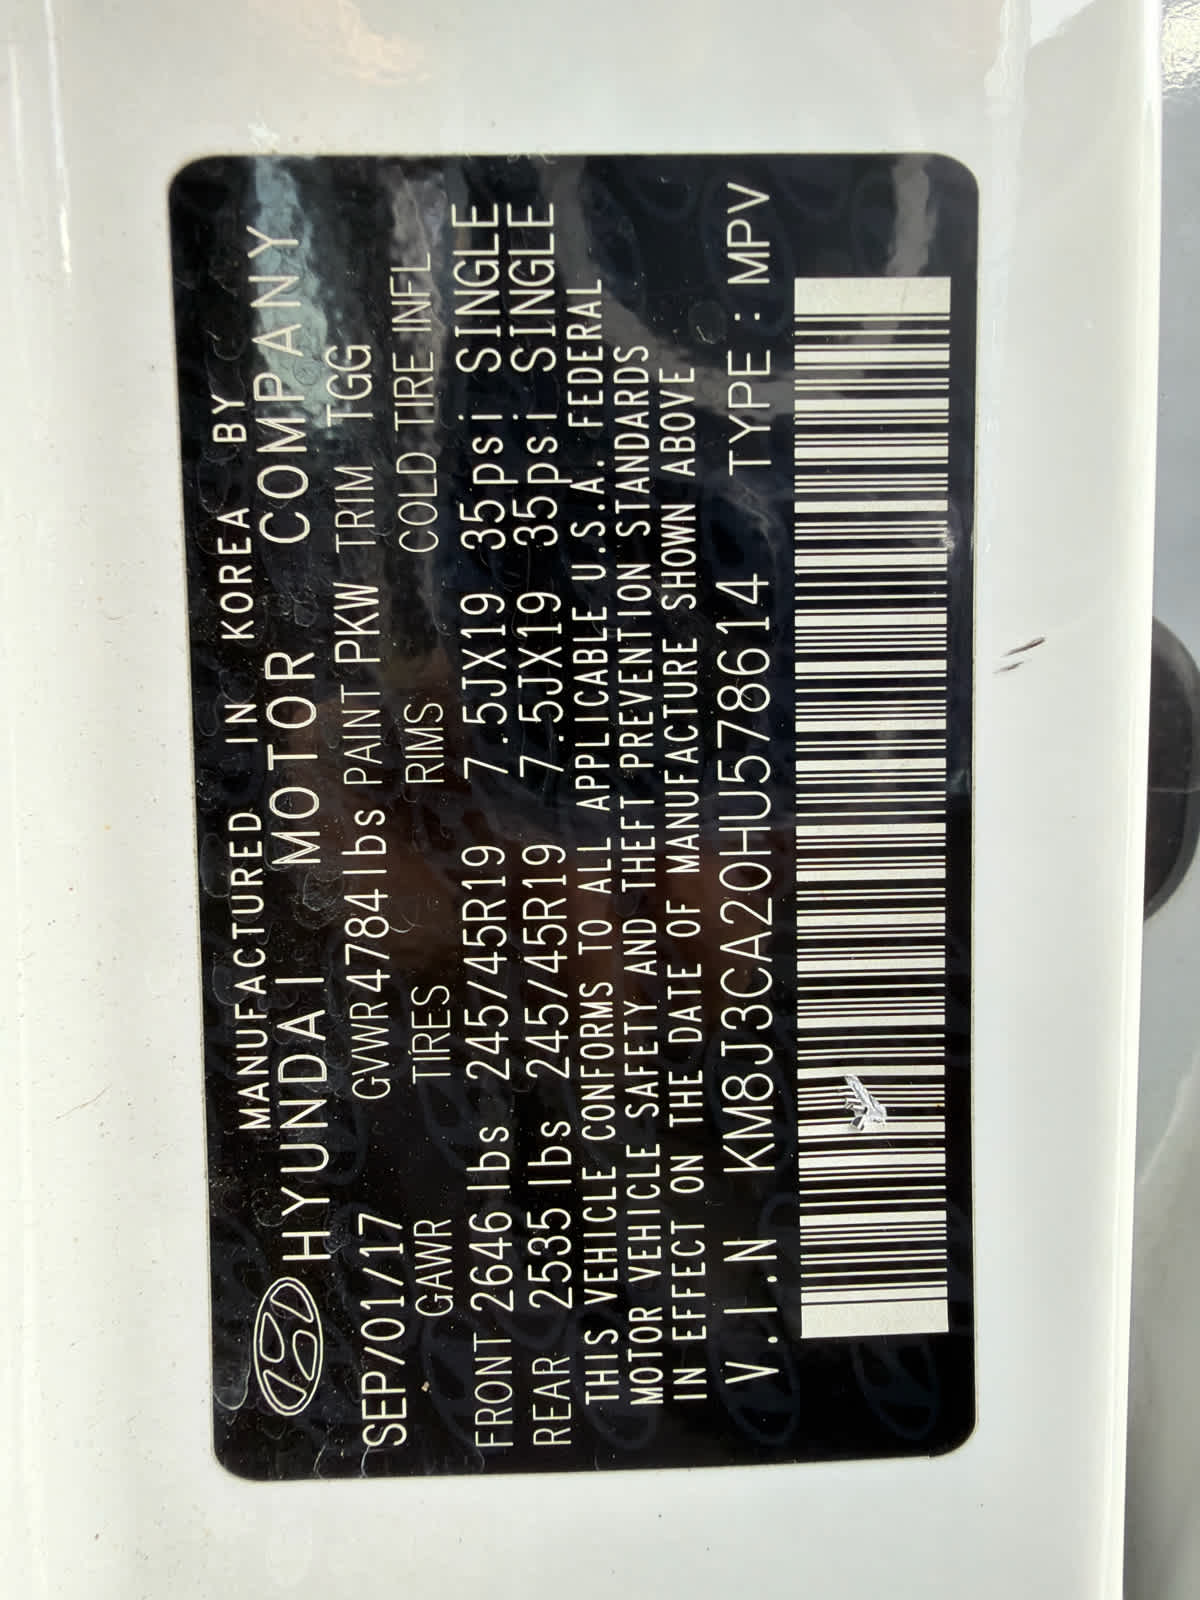 MANUFACTURED IN KOREA BY
HYUNDAI MOTOR COMPANY
SEP/01/17 GVWR4784lbs PAINT PKW TRIM TGG
GAWR TIRES RIMS COLD TIRE INFL
FRONT 2646 lbs 245/45R19 7.5JX19 35psi SINGLE
REAR 2535 lbs 245/45R19 7.5JX19 35psi SINGLE
THIS VEHICLE CONFORMS TO ALL APPLICABLE U.S.A. FEDERAL
MOTOR VEHICLE SAFETY AND THEFT PREVENTION STANDARDS
IN EFFECT ON THE DATE OF MANUFACTURE SHOWN ABOVE
V.I.N KM8J3CA20HU578614 TYPE : MPV